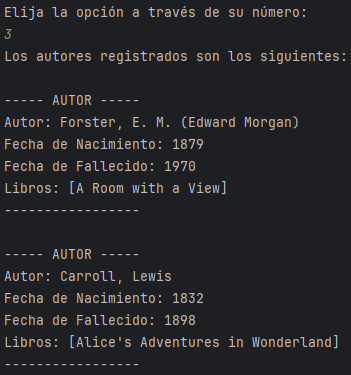 Elija la opción a través de su número:
3
Los autores registrados son los siguientes:
----- AUTOR -----
Autor: Forster, E. M. (Edward Morgan)
Fecha de Nacimiento: 1879
Fecha de Fallecido: 1970
Libros: [A Room with a View]
-----------------
----- AUTOR -----
Autor: Carroll, Lewis
Fecha de Nacimiento: 1832
Fecha de Fallecido: 1898
Libros: [Alice's Adventures in Wonderland]
-----------------